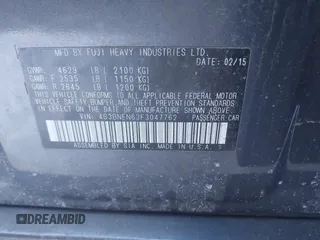 MFD BY FUJI HEAVY INDUSTRIES LTD.
DATE: 02/15
GVWR: 4629 LB ( 2100 KG)
GAWR: F 2535 LB ( 1150 KG)
GAWR: R 2645 LB ( 1200 KG)
THIS VEHICLE CONFORMS TO ALL APPLICABLE FEDERAL MOTOR
VEHICLE SAFETY, BUMPER, AND THEFT PREVENTION STANDARDS
IN EFFECT ON THE DATE OF MANUFACTURE SHOWN ABOVE.
VIN: 4S3BNEN63F3047762 PASSENGER CAR
ASSEMBLED BY SIA INC. MADE IN U.S.A.
DREAMBID